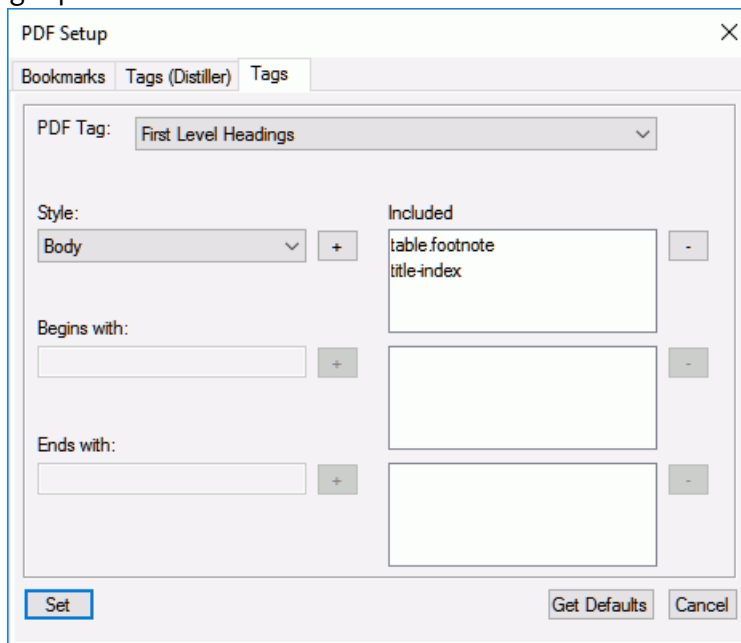 PDF Setup
Bookmarks Tags (Distiller) Tags
PDF Tag: First Level Headings
Style: Included
Body + table.footnote -
title-index
Begins with:
+ -
Ends with:
+ -
Set Get Defaults Cancel